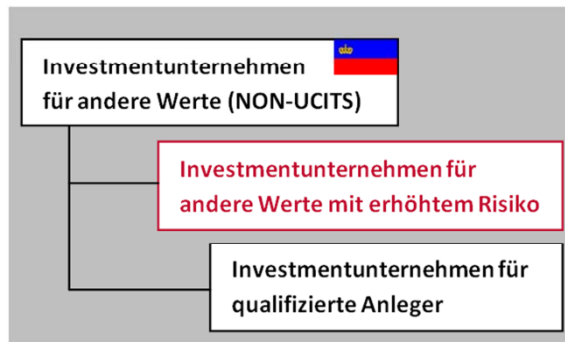 Investmentunternehmen
für andere Werte (NON-UCITS)
Investmentunternehmen für
andere Werte mit erhöhtem Risiko
Investmentunternehmen für
qualifizierte Anleger